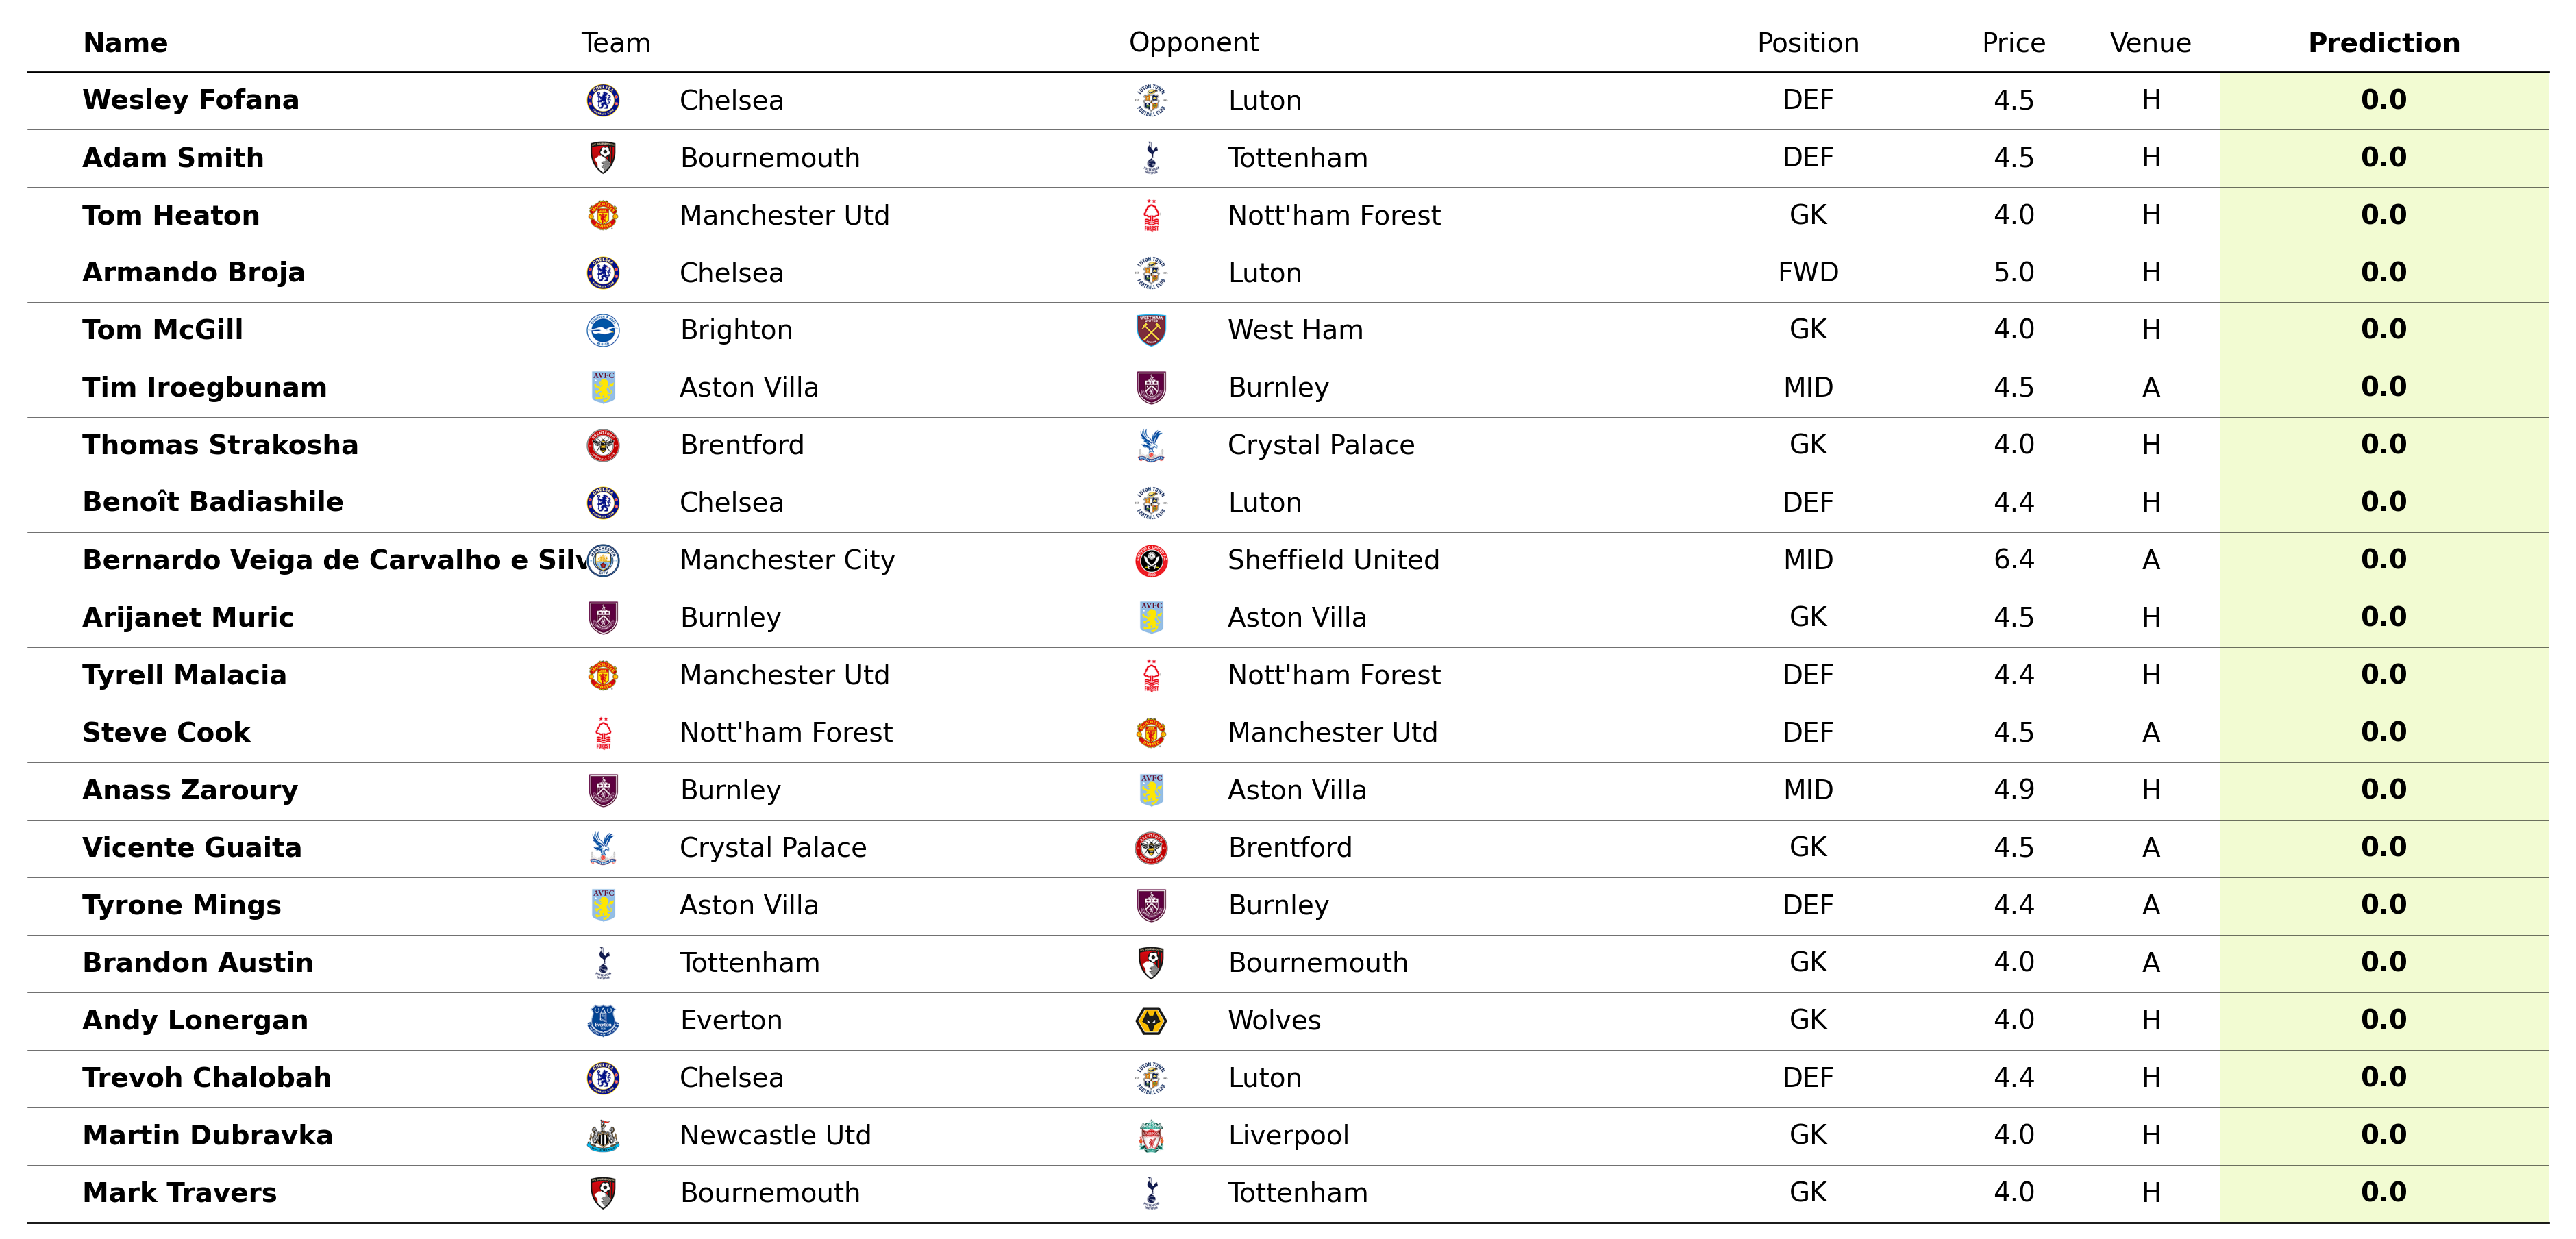 Name Team Opponent Position Price Venue Prediction
Wesley Fofana Chelsea Luton DEF 4.5 H 0.0
Adam Smith Bournemouth Tottenham DEF 4.5 H 0.0
Tom Heaton Manchester Utd Nott'ham Forest GK 4.0 H 0.0
Armando Broja Chelsea Luton FWD 5.0 H 0.0
Tom McGill Brighton West Ham GK 4.0 H 0.0
Tim Iroegbunam Aston Villa Burnley MID 4.5 A 0.0
Thomas Strakosha Brentford Crystal Palace GK 4.0 H 0.0
Benoît Badiashile Chelsea Luton DEF 4.4 H 0.0
Bernardo Veiga de Carvalho e Silv Manchester City Sheffield United MID 6.4 A 0.0
Arijanet Muric Burnley Aston Villa GK 4.5 H 0.0
Tyrell Malacia Manchester Utd Nott'ham Forest DEF 4.4 H 0.0
Steve Cook Nott'ham Forest Manchester Utd DEF 4.5 A 0.0
Anass Zaroury Burnley Aston Villa MID 4.9 H 0.0
Vicente Guaita Crystal Palace Brentford GK 4.5 A 0.0
Tyrone Mings Aston Villa Burnley DEF 4.4 A 0.0
Brandon Austin Tottenham Bournemouth GK 4.0 A 0.0
Andy Lonergan Everton Wolves GK 4.0 H 0.0
Trevoh Chalobah Chelsea Luton DEF 4.4 H 0.0
Martin Dubravka Newcastle Utd Liverpool GK 4.0 H 0.0
Mark Travers Bournemouth Tottenham GK 4.0 H 0.0